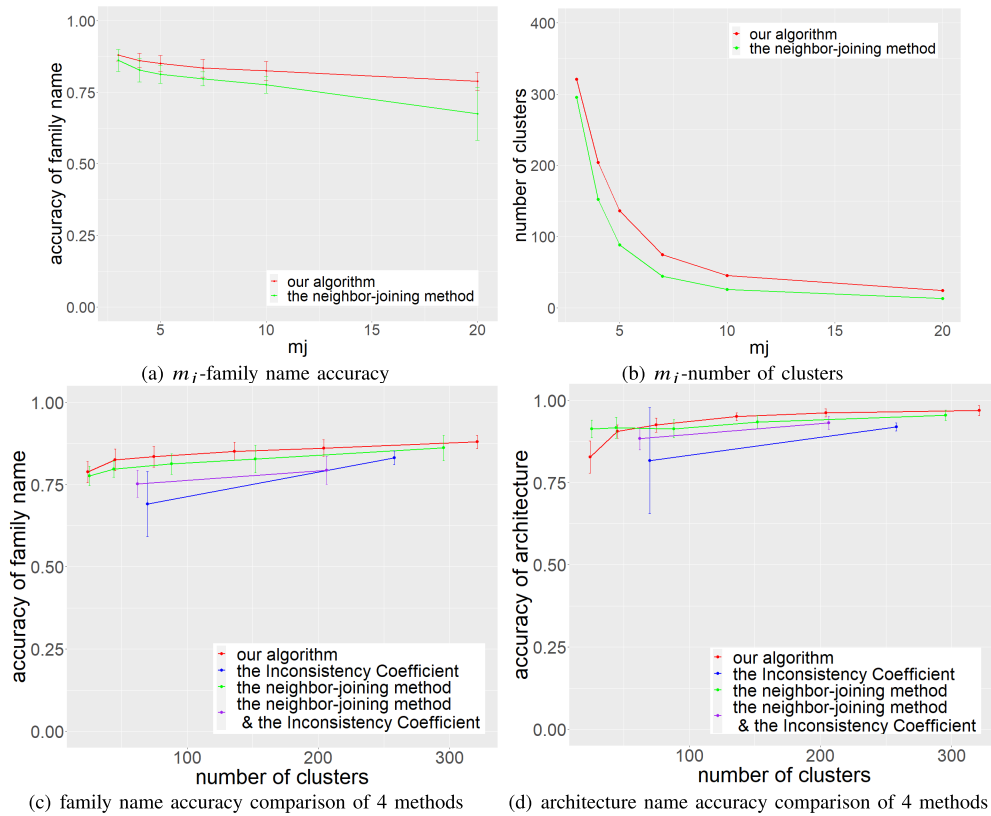 1.00
0.75
0.50
0.25
0.00
accuracy of family name
our algorithm
the neighbor-joining method
5
10
15
20
mj
(a) m_j-family name accuracy
400
300
200
100
0
number of clusters
our algorithm
the neighbor-joining method
5
10
15
20
mj
(b) m_j-number of clusters
1.00
0.75
0.50
0.25
0.00
accuracy of family name
our algorithm
the Inconsistency Coefficient
the neighbor-joining method
the neighbor-joining method
& the Inconsistency Coefficient
100
200
300
number of clusters
(c) family name accuracy comparison of 4 methods
1.00
0.75
0.50
0.25
0.00
accuracy of architecture
our algorithm
the Inconsistency Coefficient
the neighbor-joining method
the neighbor-joining method
& the Inconsistency Coefficient
100
200
300
number of clusters
(d) architecture name accuracy comparison of 4 methods